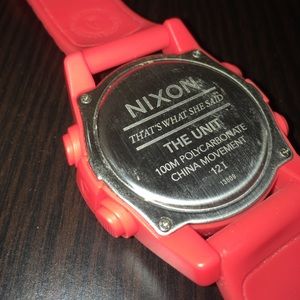 NIXON
THAT'S WHAT SHE SAID
THE UNIT
100M POLYCARBONATE
CHINA MOVEMENT
121